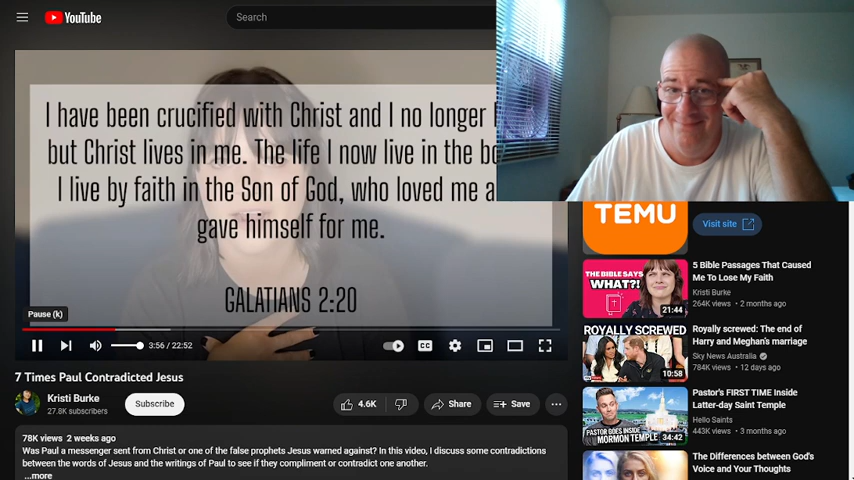 YouTube
Search
I have been crucified with Christ and I no longer
but Christ lives in me. The life I now live in the
I live by faith in the Son of God, who loved me
gave himself for me.
GALATIANS 2:20
Pause (k)
3:56 / 22:52
CC
7 Times Paul Contradicted Jesus
Kristi Burke
27.8K subscribers
Subscribe
4.6K
Share
Save
78K views 2 weeks ago
Was Paul a messenger sent from Christ or one of the false prophets Jesus warned against? In this video, I discuss some contradictions
between the words of Jesus and the writings of Paul to see if they compliment or contradict one another.
...more
TEMU
Visit site
THE BIBLE SAYS
WHAT?!
21:44
5 Bible Passages That Caused
Me To Lose My Faith
Kristi Burke
264K views • 2 months ago
ROYALLY SCREWED
10:58
Royally screwed: The end of
Harry and Meghan's marriage
Sky News Australia
784K views • 12 days ago
PASTOR GOES INSIDE
MORMON TEMPLE
34:42
Pastor's FIRST TIME Inside
Latter-day Saint Temple
Hello Saints
443K views • 3 months ago
The Differences between God's
Voice and Your Thoughts